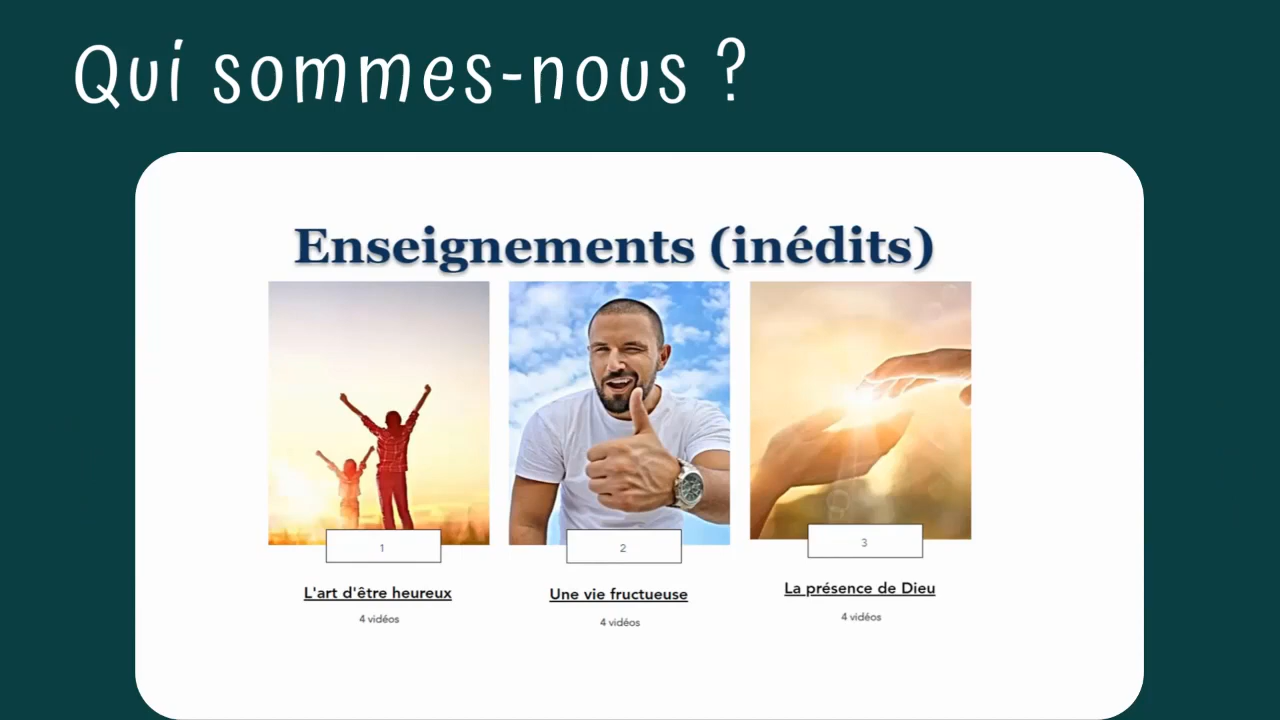 Qui sommes-nous ?
Enseignements (inédits)
1
2
3
L'art d'être heureux
Une vie fructueuse
La présence de Dieu
4 vidéos
4 vidéos
4 vidéos